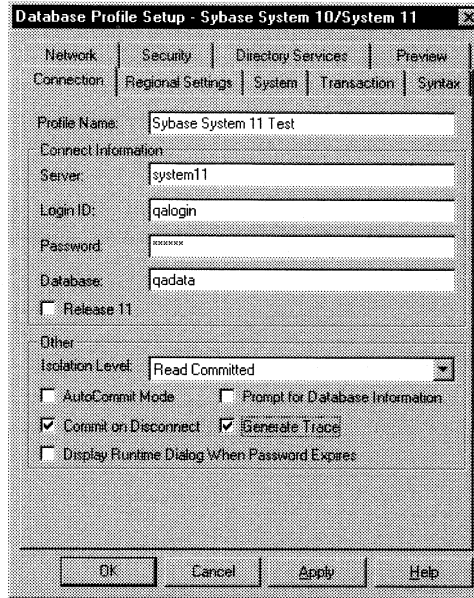 Database Profile Setup - Sybase System 10/System 11
Network Security Directory Services Preview
Connection Regional Settings System Transaction Syntax
Profile Name: Sybase System 11 Test
Connect Information
Server: system11
Login ID: qalogin
Password: ******
Database: qadata
Release 11
Other
Isolation Level: Read Committed
AutoCommit Mode Prompt for Database Information
Commit on Disconnect Generate Trace
Display Runtime Dialog When Password Expires
OK Cancel Apply Help